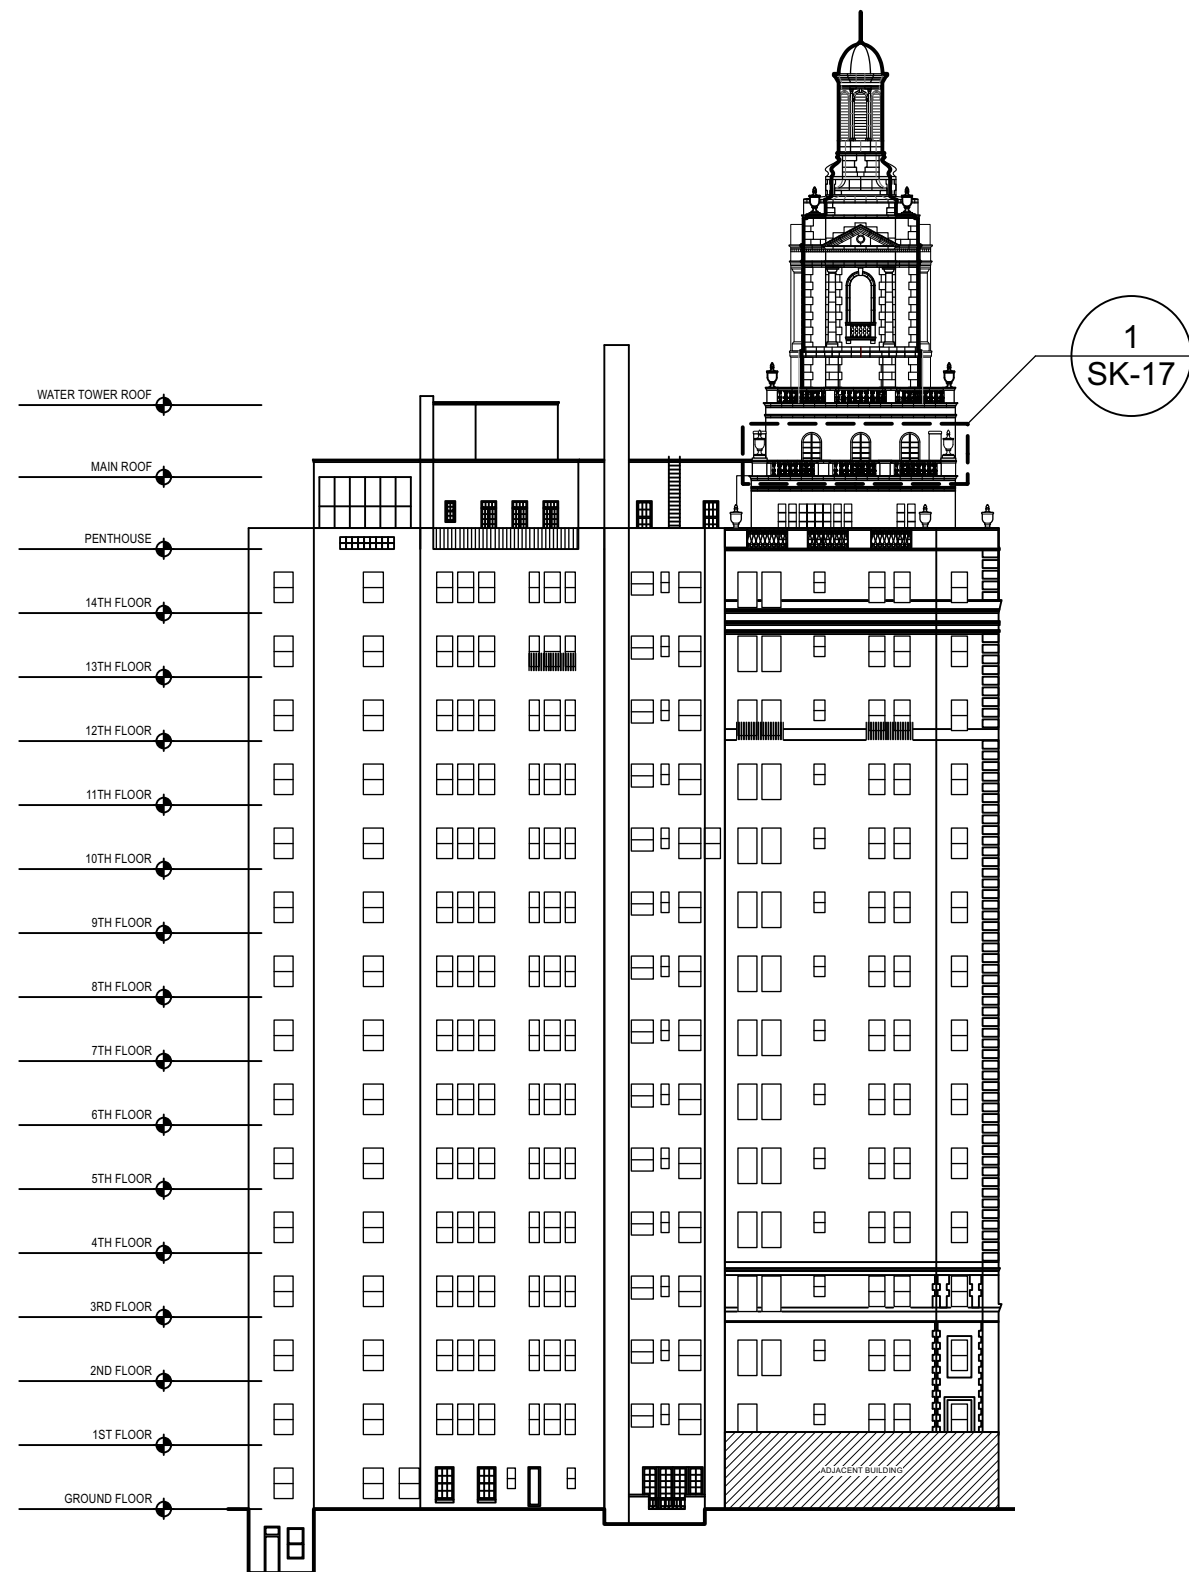 1
SK-17
WATER TOWER ROOF
MAIN ROOF
PENTHOUSE
14TH FLOOR
13TH FLOOR
12TH FLOOR
11TH FLOOR
10TH FLOOR
9TH FLOOR
8TH FLOOR
7TH FLOOR
6TH FLOOR
5TH FLOOR
4TH FLOOR
3RD FLOOR
2ND FLOOR
1ST FLOOR
ADJACENT BUILDING
GROUND FLOOR